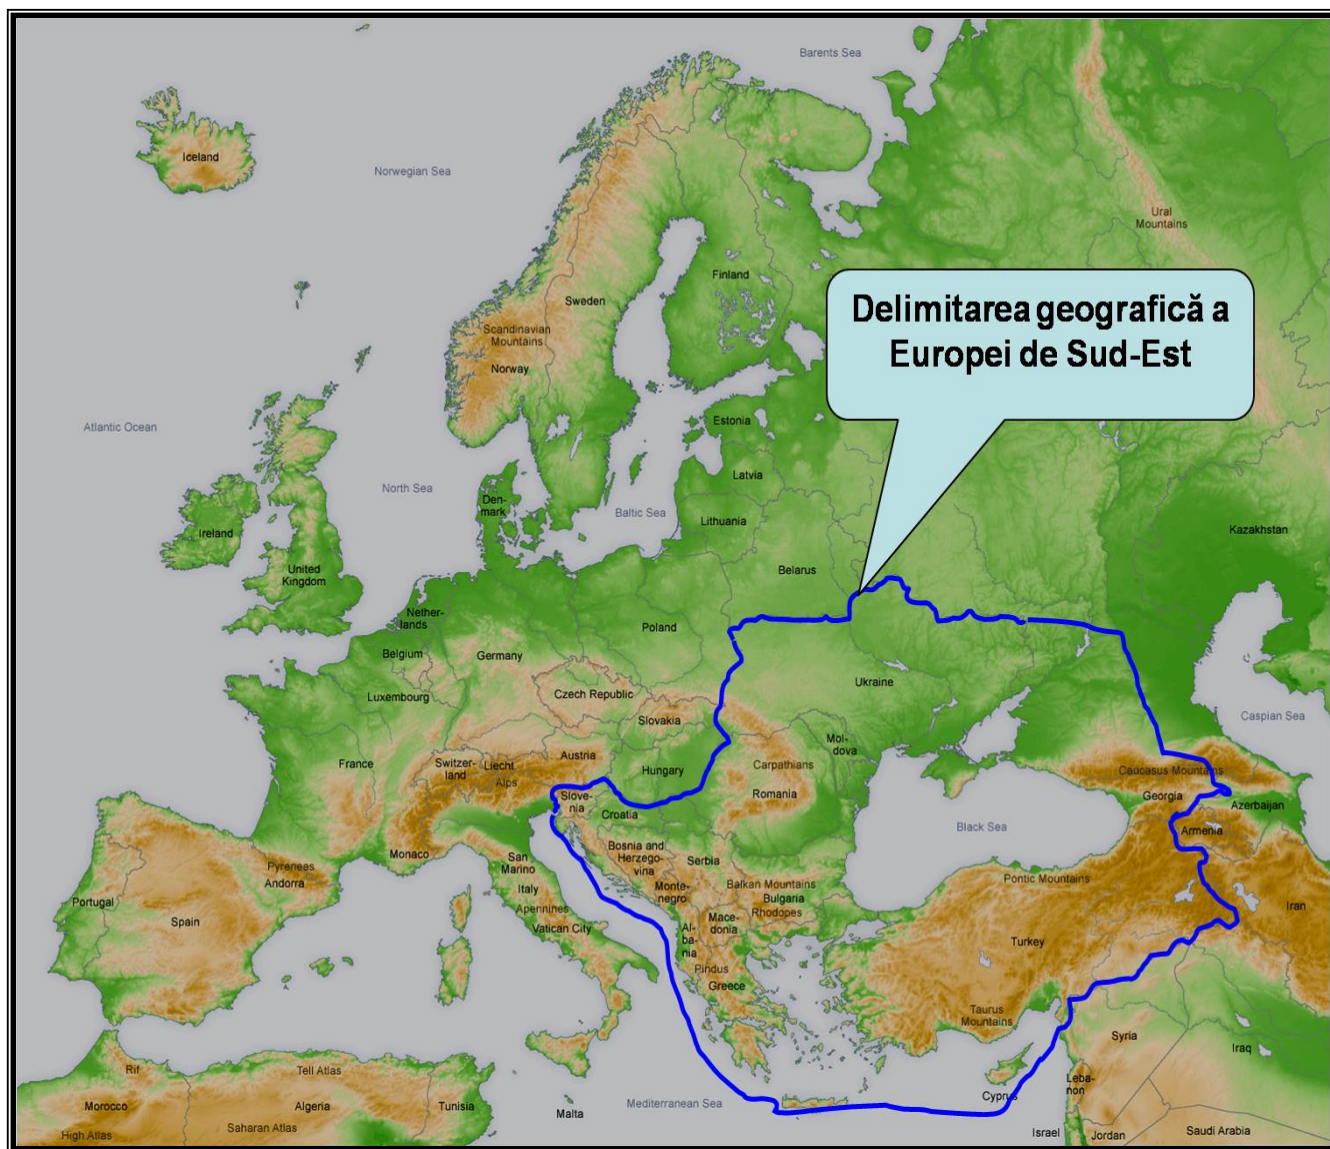 Barents Sea
Iceland
Norwegian Sea
Ural
Mountains
Finland
Delimitarea geografică a
Europei de Sud-Est
Sweden
Scandinavian
Mountains
Norway
Atlantic Ocean
Estonia
Latvia
North Sea
Den-
mark
Baltic Sea
Lithuania
Ireland
Kazakhstan
United
Kingdom
Belarus
Nether-
lands
Poland
Belgium
Germany
Ukraine
Luxembourg
Czech Republic
Slovakia
Caspian Sea
Mol-
dova
France
Switzer-
land
Liecht
Austria
Alps
Hungary
Carpathians
Romania
Caucasus Mountains
Georgia
Azerbaijan
Slove-
nia
Croatia
Black Sea
Armenia
Monaco
San
Marino
Bosnia and
Herzego-
vina
Serbia
Pyrenees
Andorra
Italy
Monte-
negro
Balkan Mountains
Bulgaria
Pontic Mountains
Portugal
Spain
Apennines
Vatican City
Al-
ba-
nia
Mace-
donia
Rhodopes
Iran
Turkey
Pindus
Greece
Taurus
Mountains
Syria
Iraq
Rif
Tell Atlas
Morocco
Algeria
Tunisia
Malta
Mediterranean Sea
Cyprus
Leba-
non
High Atlas
Saharan Atlas
Israel
Jordan
Saudi Arabia